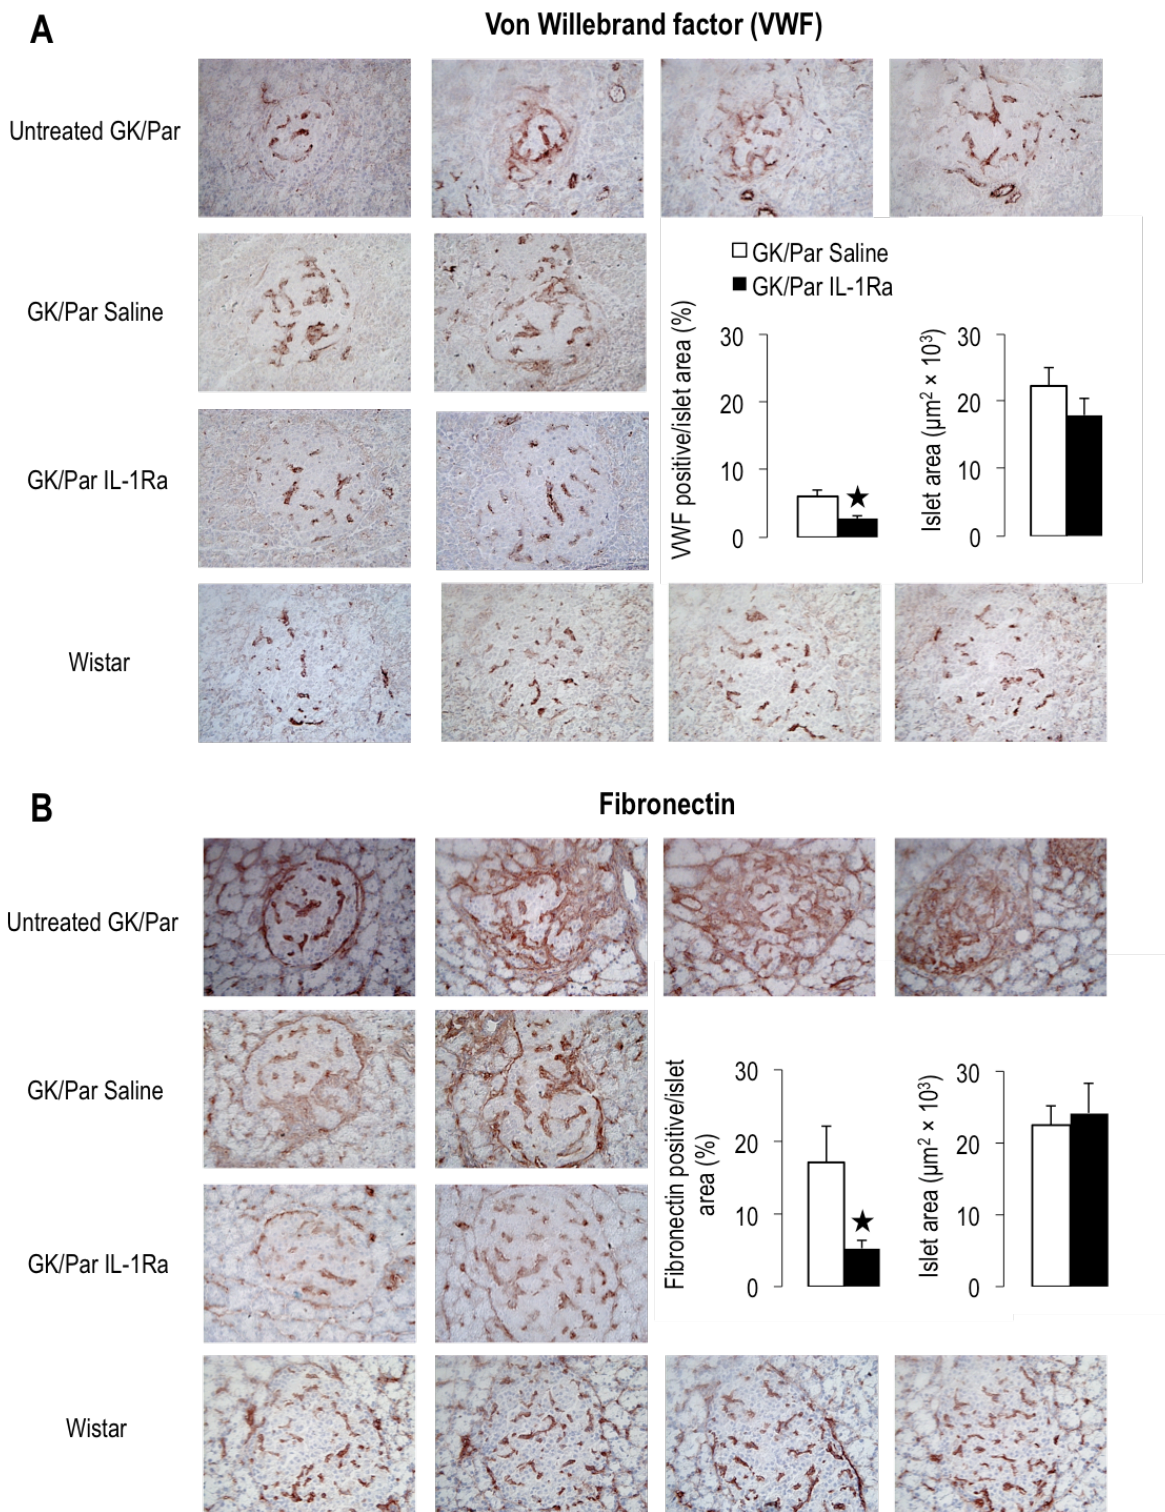 A
Von Willebrand factor (VWF)
Untreated GK/Par
GK/Par Saline
GK/Par IL-1Ra
Wistar
GK/Par Saline
GK/Par IL-1Ra
VWF positive/islet area (%)
30
20
10
0
★
Islet area (µm² × 10³)
30
20
10
0
B
Fibronectin
Untreated GK/Par
GK/Par Saline
GK/Par IL-1Ra
Wistar
Fibronectin positive/islet
area (%)
30
20
10
0
★
Islet area (µm² × 10³)
30
20
10
0